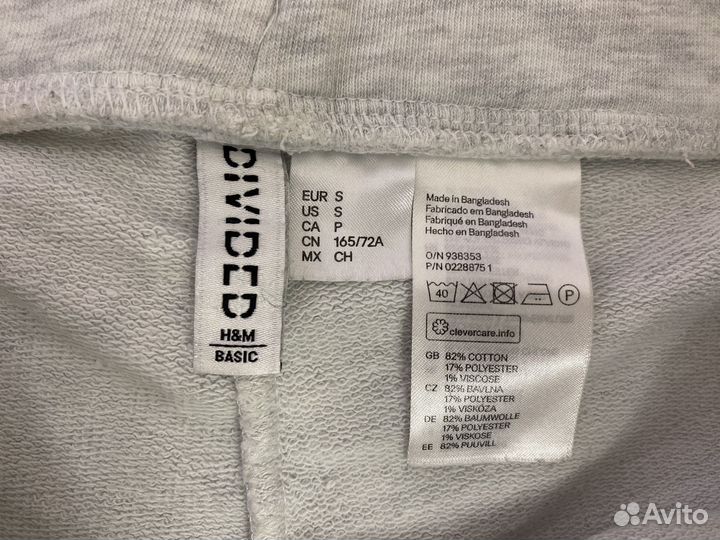 DIVIDED
H&M
BASIC
EUR S
US S
CA P
CN 165/72A
MX CH
Made in Bangladesh
Fabricado em Bangladesh
Fabriqué en Bangladesh
Hecho en Bangladesh
O/N 938353
P/N 02288751
40
P
clevercare.info
GB 82% COTTON
17% POLYESTER
1% VISCOSE
CZ 82% BAVLNA
17% POLYESTER
1% VISKÓZA
DE 82% BAUMWOLLE
17% POLYESTER
1% VISKOSE
EE 82% PUUVILL
Avito